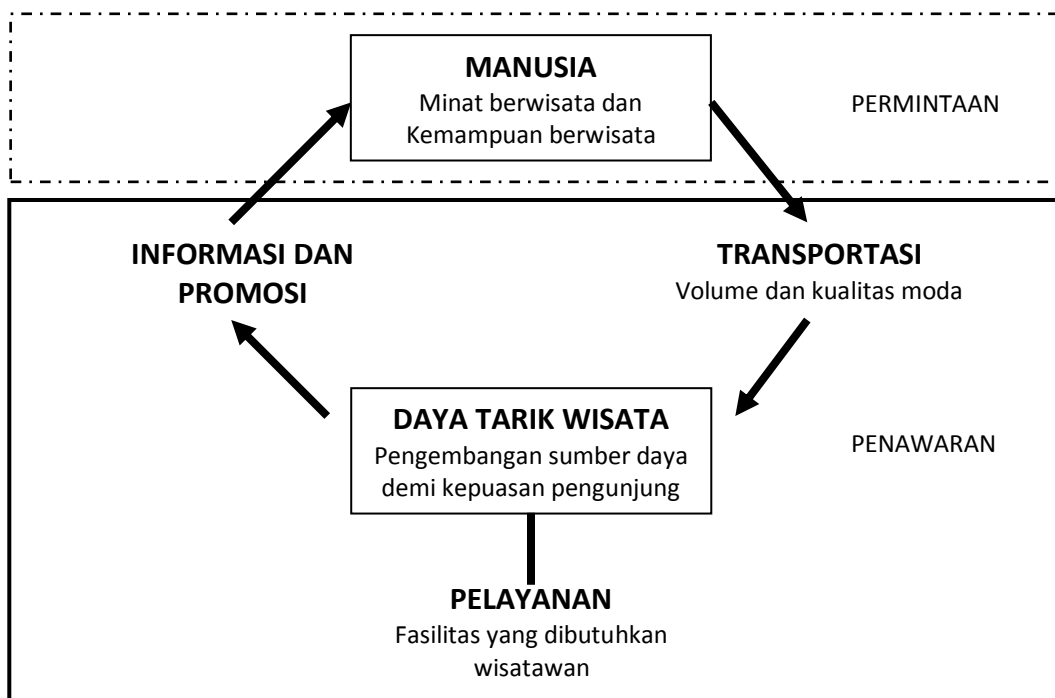 MANUSIA
Minat berwisata dan
Kemampuan berwisata
PERMINTAAN
INFORMASI DAN
PROMOSI
TRANSPORTASI
Volume dan kualitas moda
DAYA TARIK WISATA
Pengembangan sumber daya
demi kepuasan pengunjung
PENAWARAN
PELAYANAN
Fasilitas yang dibutuhkan
wisatawan